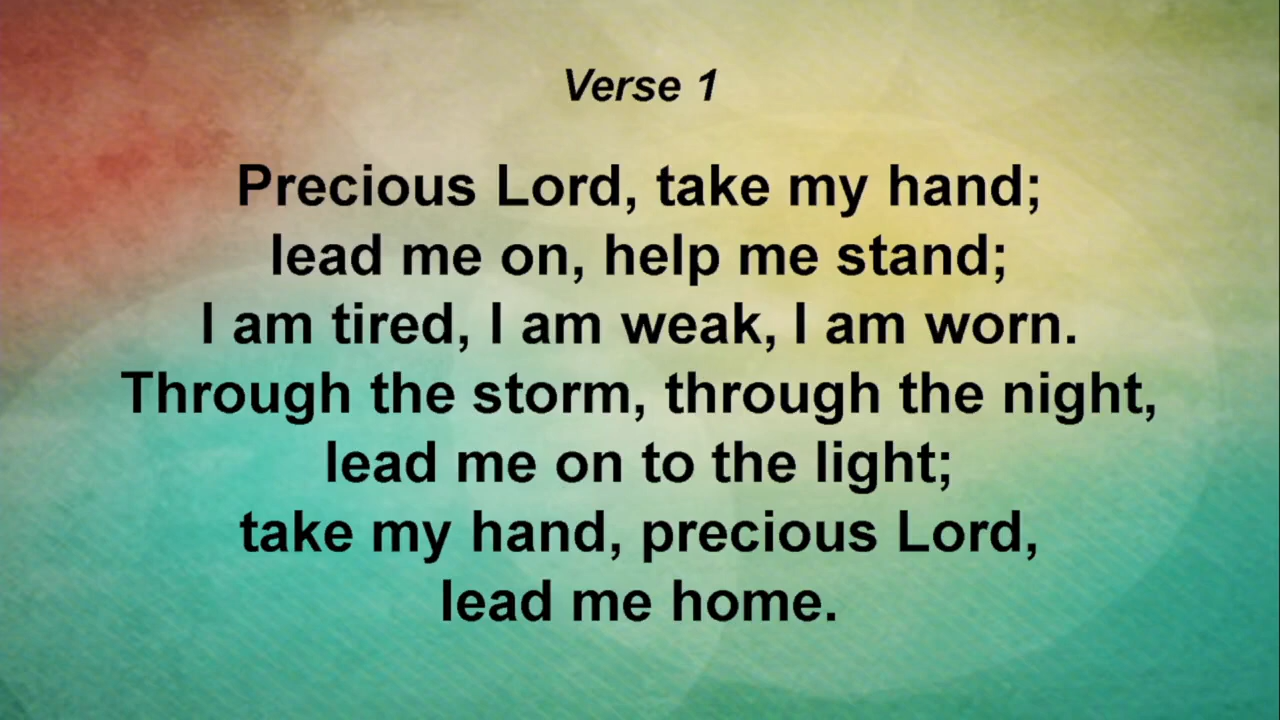 Verse 1
Precious Lord, take my hand;
lead me on, help me stand;
I am tired, I am weak, I am worn.
Through the storm, through the night,
lead me on to the light;
take my hand, precious Lord,
lead me home.